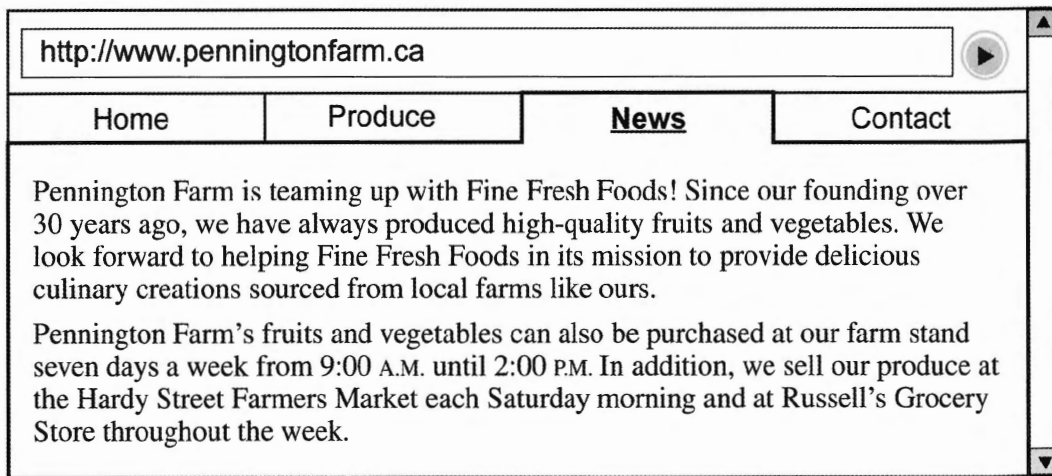 http://www.penningtonfarm.ca
Home Produce News Contact
Pennington Farm is teaming up with Fine Fresh Foods! Since our founding over
30 years ago, we have always produced high-quality fruits and vegetables. We
look forward to helping Fine Fresh Foods in its mission to provide delicious
culinary creations sourced from local farms like ours.
Pennington Farm's fruits and vegetables can also be purchased at our farm stand
seven days a week from 9:00 A.M. until 2:00 P.M. In addition, we sell our produce at
the Hardy Street Farmers Market each Saturday morning and at Russell's Grocery
Store throughout the week.